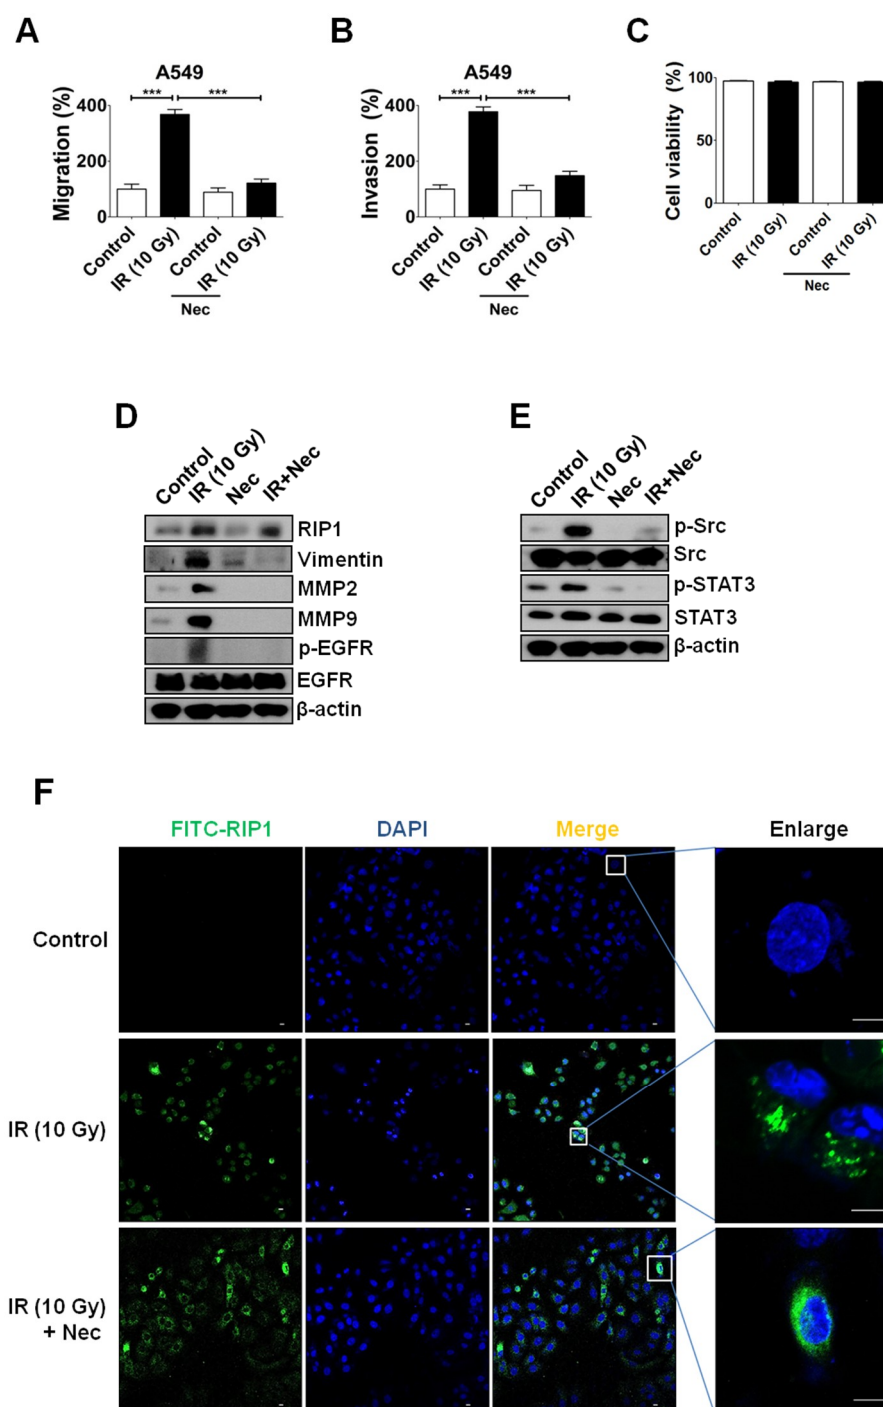 A
A549
Migration (%)
400
200
0
***
***
Control
IR (10 Gy)
Control
IR (10 Gy)
Nec
B
A549
Invasion (%)
400
200
0
***
***
Control
IR (10 Gy)
Control
IR (10 Gy)
Nec
C
Cell viability (%)
100
50
0
Control
IR (10 Gy)
Control
IR (10 Gy)
Nec
D
Control
IR (10 Gy)
Nec
IR+Nec
RIP1
Vimentin
MMP2
MMP9
p-EGFR
EGFR
β-actin
E
Control
IR (10 Gy)
Nec
IR+Nec
p-Src
Src
p-STAT3
STAT3
β-actin
F
FITC-RIP1 DAPI Merge Enlarge
Control
IR (10 Gy)
IR (10 Gy)
+ Nec